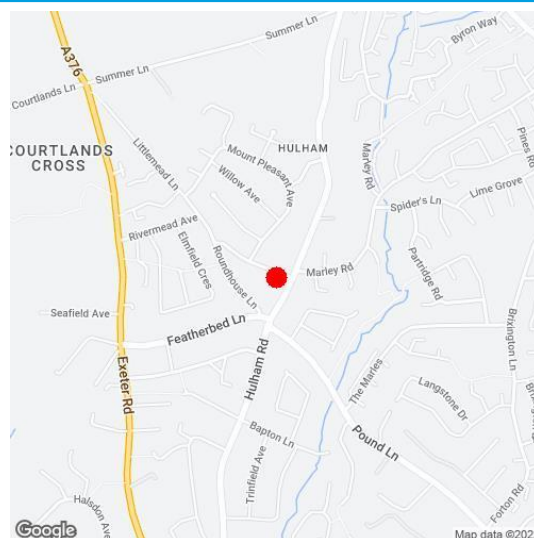 Summer Ln
Byron Way
A376
Summer Ln
Courtlands Ln
HULHAM
Pines Rd
COURTLANDS
CROSS
Littlemead Ln
Mount Pleasant Ave
Marley Rd
Willow Ave
Lime Grove
Spider's Ln
Rivermead Ave
Elmfield Cres
Roundhouse Ln
Marley Rd
Partridge Rd
Seafield Ave
Featherbed Ln
Brixington Ln
Exeter Rd
Hulham Rd
The Marles
Langstone Dr
Bapton Ln
Pound Ln
Trinfield Ave
Forton Rd
Halsdon Ave
Google
Map data ©202